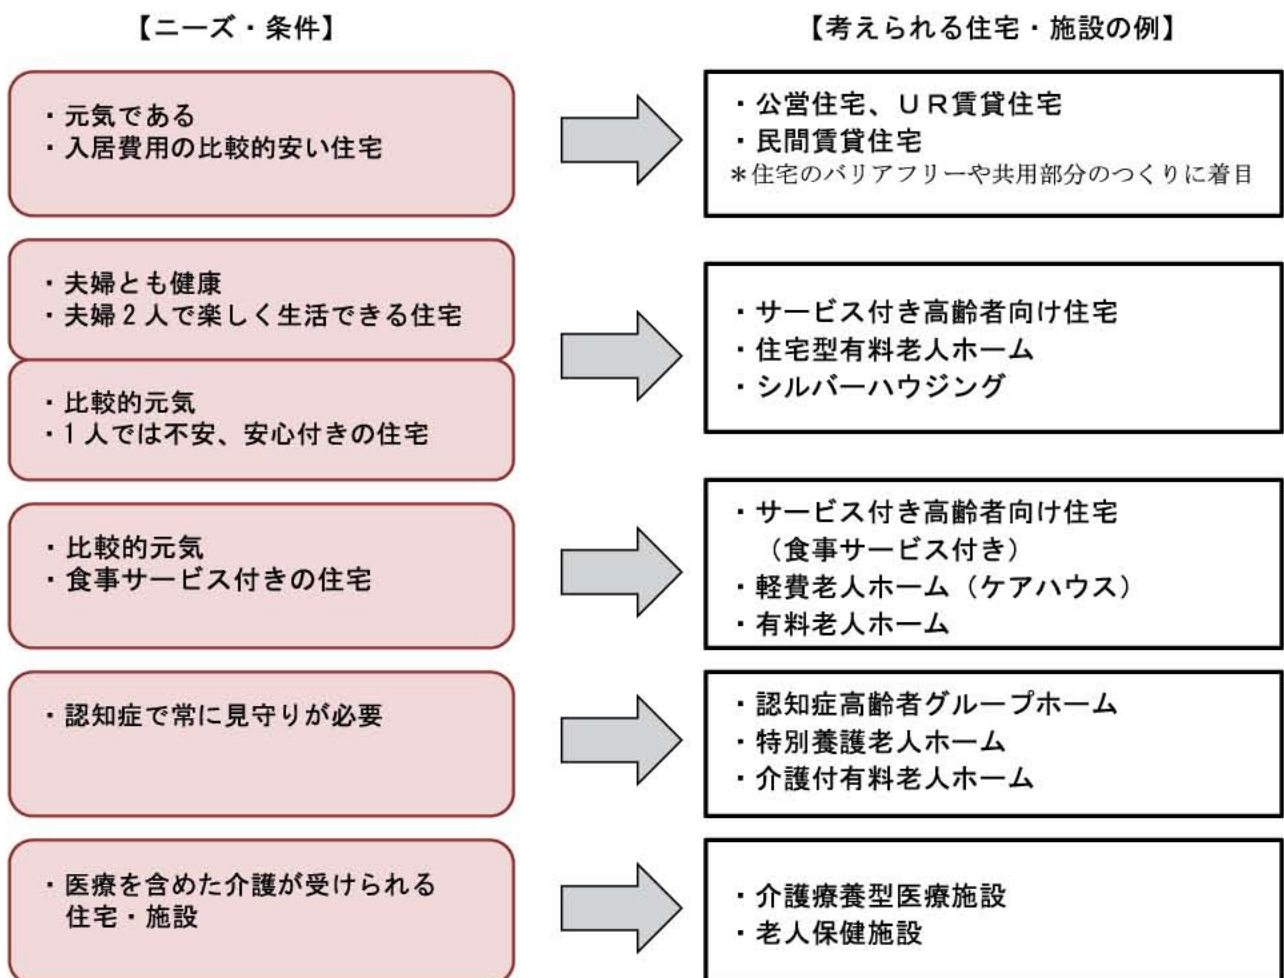 【ニーズ・条件】
【考えられる住宅・施設の例】
・元気である
・入居費用の比較的安い住宅
・公営住宅、ＵＲ賃貸住宅
・民間賃貸住宅
＊住宅のバリアフリーや共用部分のつくりに着目
・夫婦とも健康
・夫婦２人で楽しく生活できる住宅
・比較的元気
・1人では不安、安心付きの住宅
・サービス付き高齢者向け住宅
・住宅型有料老人ホーム
・シルバーハウジング
・比較的元気
・食事サービス付きの住宅
・サービス付き高齢者向け住宅
（食事サービス付き）
・軽費老人ホーム（ケアハウス）
・有料老人ホーム
・認知症で常に見守りが必要
・認知症高齢者グループホーム
・特別養護老人ホーム
・介護付有料老人ホーム
・医療を含めた介護が受けられる
住宅・施設
・介護療養型医療施設
・老人保健施設